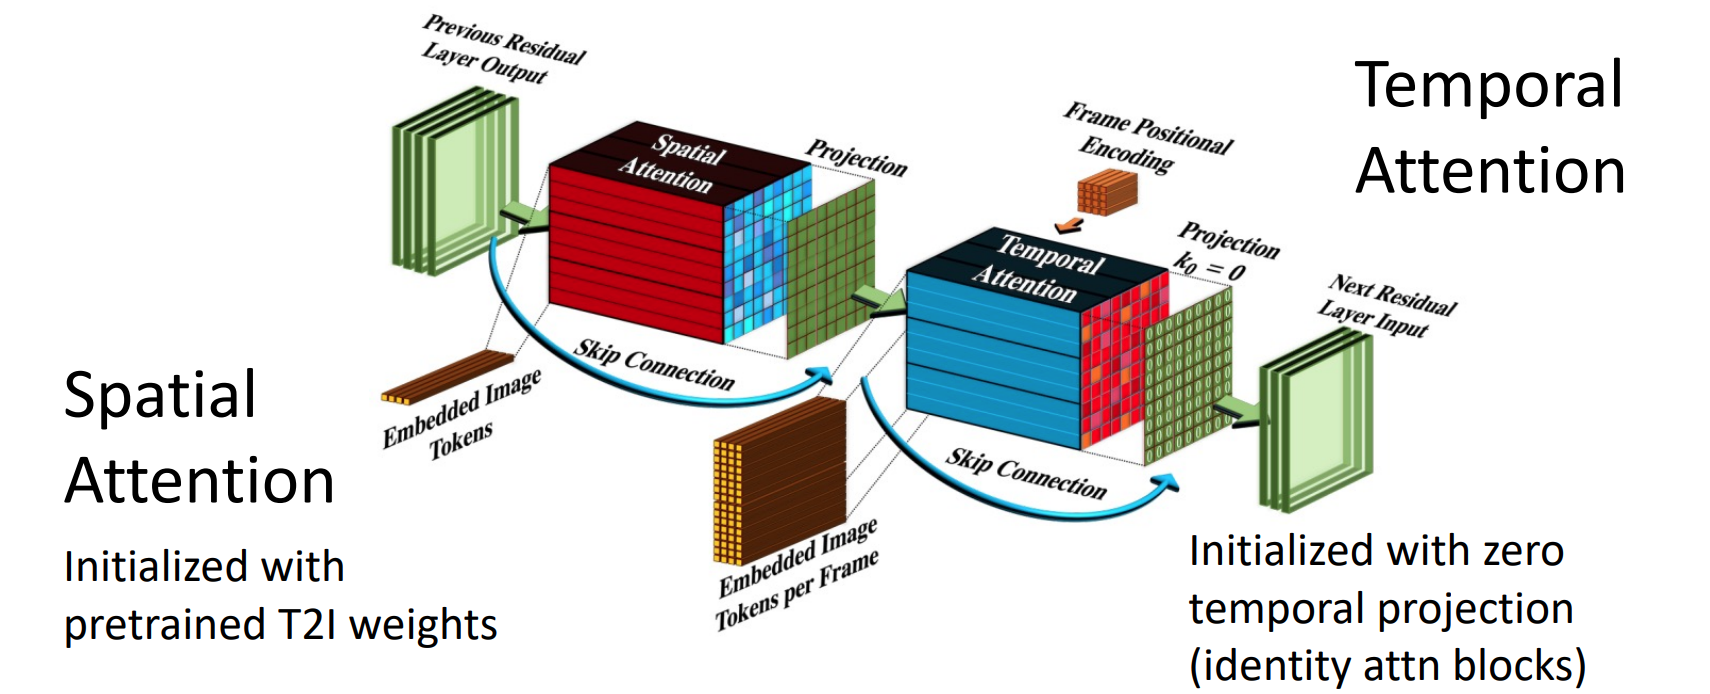 Previous Residual
Layer Output
Spatial
Attention
Projection
Frame Positional
Encoding
Temporal
Attention
Temporal
Attention
Projection
k₀ = 0
Next Residual
Layer Input
Skip Connection
Embedded Image
Tokens
Skip Connection
Embedded Image
Tokens per Frame
Spatial
Attention
Initialized with
pretrained T2I weights
Initialized with zero
temporal projection
(identity attn blocks)